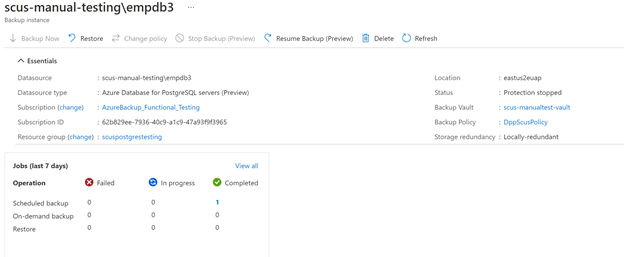 scus-manual-testing\empdb3 ...
Backup instance
Backup Now Restore Change policy Stop Backup (Preview) Resume Backup (Preview) Delete Refresh
Essentials
Datasource : scus-manual-testing\empdb3 Location : eastus2euap
Datasource type : Azure Database for PostgreSQL servers (Preview) Status : Protection stopped
Subscription (change) : AzureBackup_Functional_Testing Backup Vault : scus-manualtest-vault
Subscription ID : 62b829ee-7936-40c9-a1c9-47a93f9f3965 Backup Policy : DppScusPolicy
Resource group (change) : scuspostgrestesting Storage redundancy : Locally-redundant
Jobs (last 7 days) View all
Operation Failed In progress Completed
Scheduled backup 0 0 1
On-demand backup 0 0 0
Restore 0 0 0